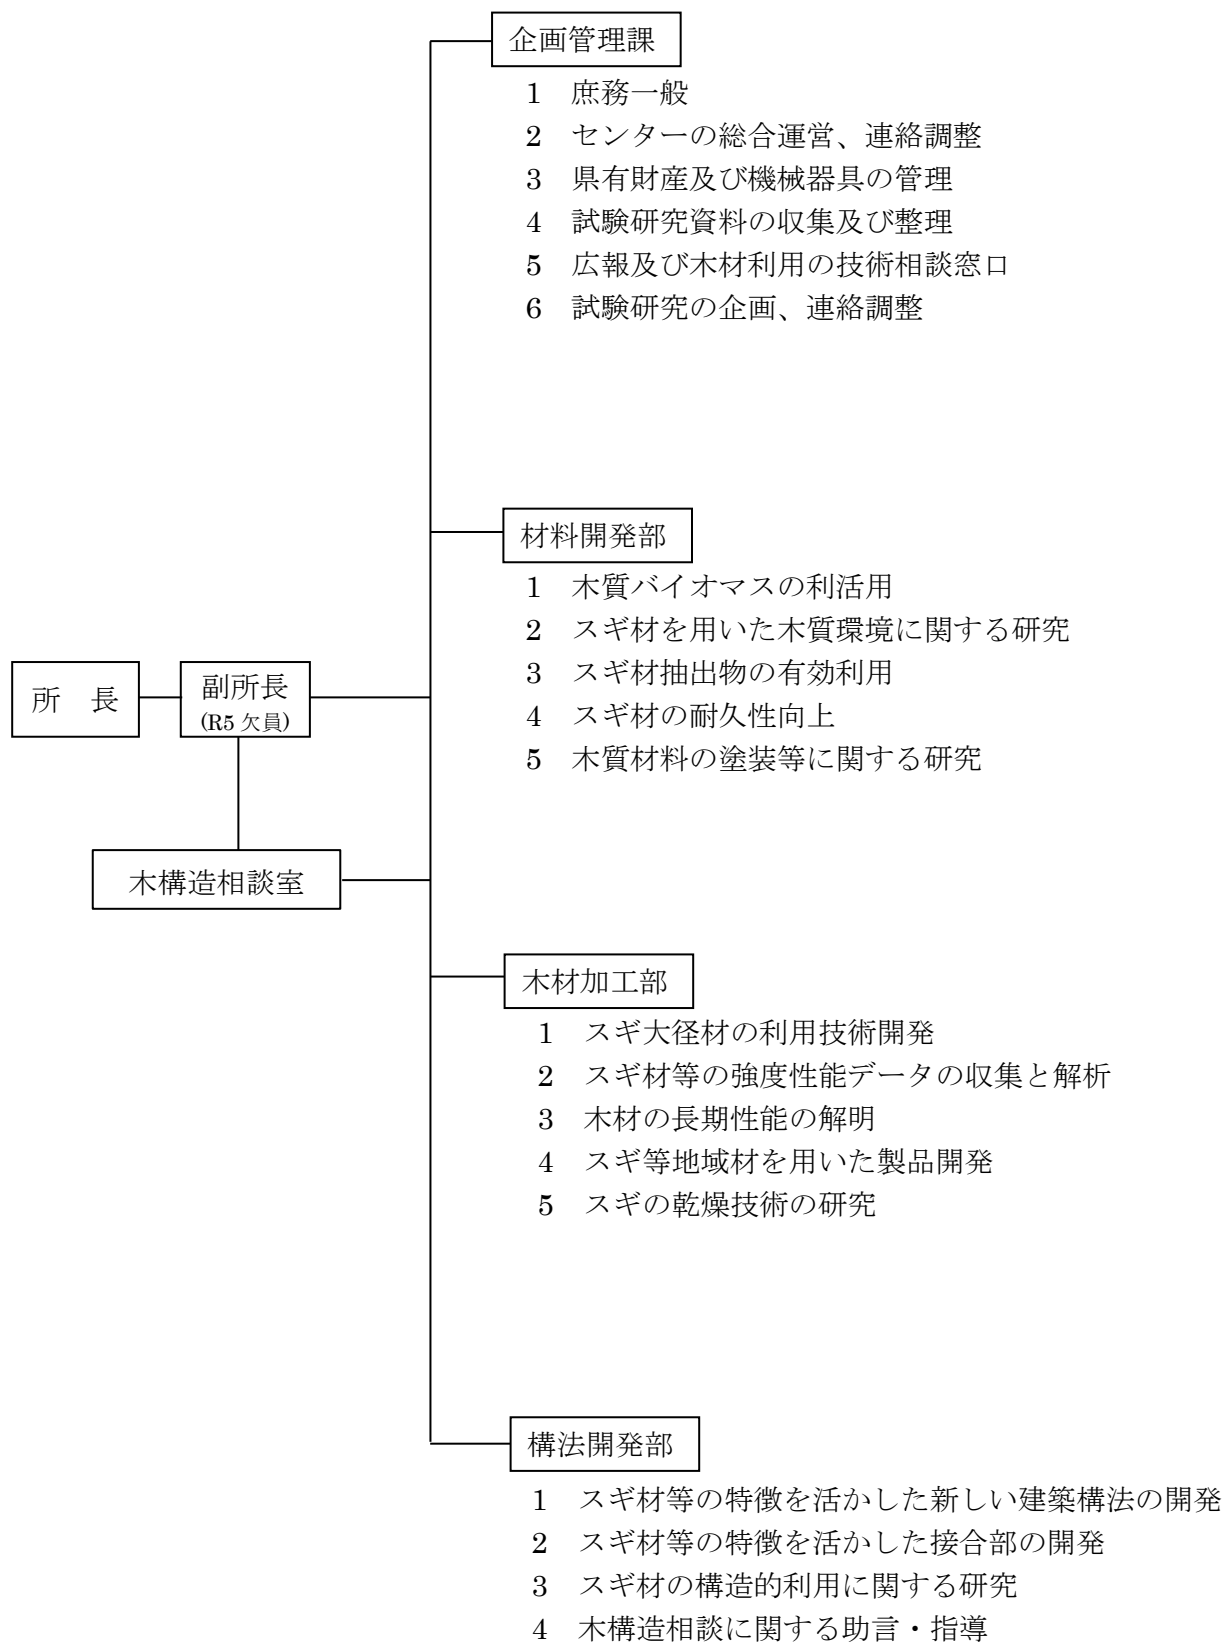 企画管理課
1 庶務一般
2 センターの総合運営、連絡調整
3 県有財産及び機械器具の管理
4 試験研究資料の収集及び整理
5 広報及び木材利用の技術相談窓口
6 試験研究の企画、連絡調整
材料開発部
1 木質バイオマスの利活用
2 スギ材を用いた木質環境に関する研究
3 スギ材抽出物の有効利用
4 スギ材の耐久性向上
5 木質材料の塗装等に関する研究
所　長
副所長
(R5 欠員)
木構造相談室
木材加工部
1 スギ大径材の利用技術開発
2 スギ材等の強度性能データの収集と解析
3 木材の長期性能の解明
4 スギ等地域材を用いた製品開発
5 スギの乾燥技術の研究
構法開発部
1 スギ材等の特徴を活かした新しい建築構法の開発
2 スギ材等の特徴を活かした接合部の開発
3 スギ材の構造的利用に関する研究
4 木構造相談に関する助言・指導